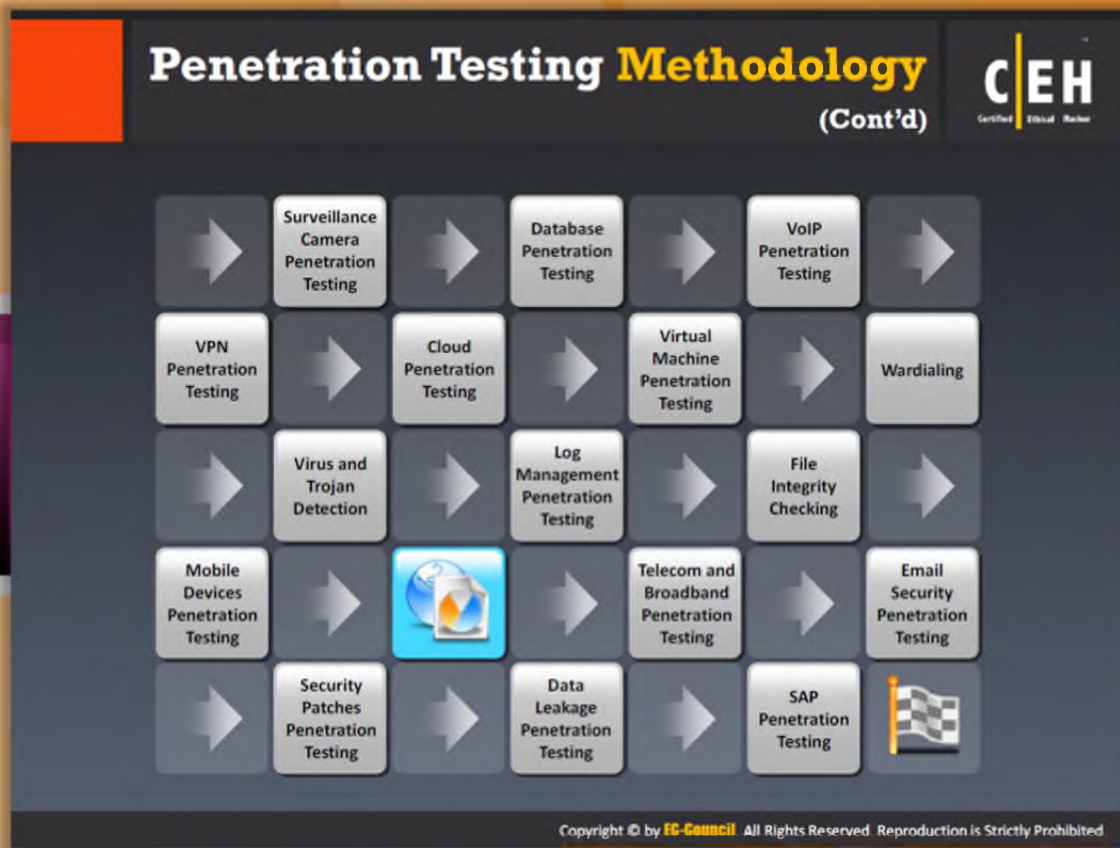 Penetration Testing Methodology
(Cont'd)
C|EH
Certified Ethical Hacker
Surveillance
Camera
Penetration
Testing
Database
Penetration
Testing
VoIP
Penetration
Testing
VPN
Penetration
Testing
Cloud
Penetration
Testing
Virtual
Machine
Penetration
Testing
Wardialing
Virus and
Trojan
Detection
Log
Management
Penetration
Testing
File
Integrity
Checking
Mobile
Devices
Penetration
Testing
Telecom and
Broadband
Penetration
Testing
Email
Security
Penetration
Testing
Security
Patches
Penetration
Testing
Data
Leakage
Penetration
Testing
SAP
Penetration
Testing
Copyright © by EC-Council. All Rights Reserved. Reproduction is Strictly Prohibited.